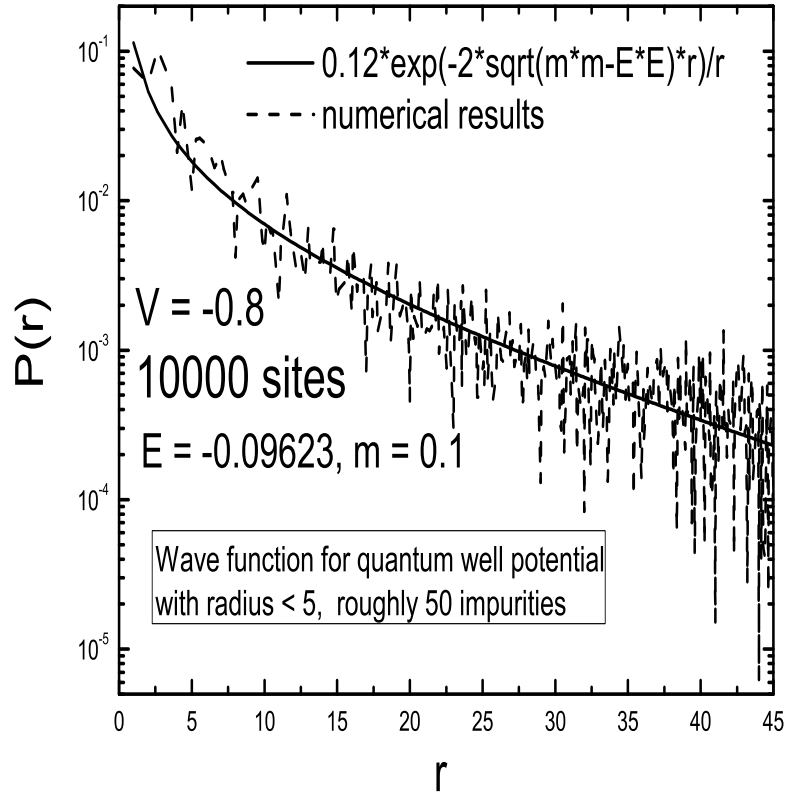 0.12*exp(-2*sqrt(m*m-E*E)*r)/r
numerical results
10⁻¹
10⁻²
10⁻³
10⁻⁴
10⁻⁵
P(r)
V = -0.8
10000 sites
E = -0.09623, m = 0.1
Wave function for quantum well potential
with radius < 5, roughly 50 impurities
0 5 10 15 20 25 30 35 40 45
r